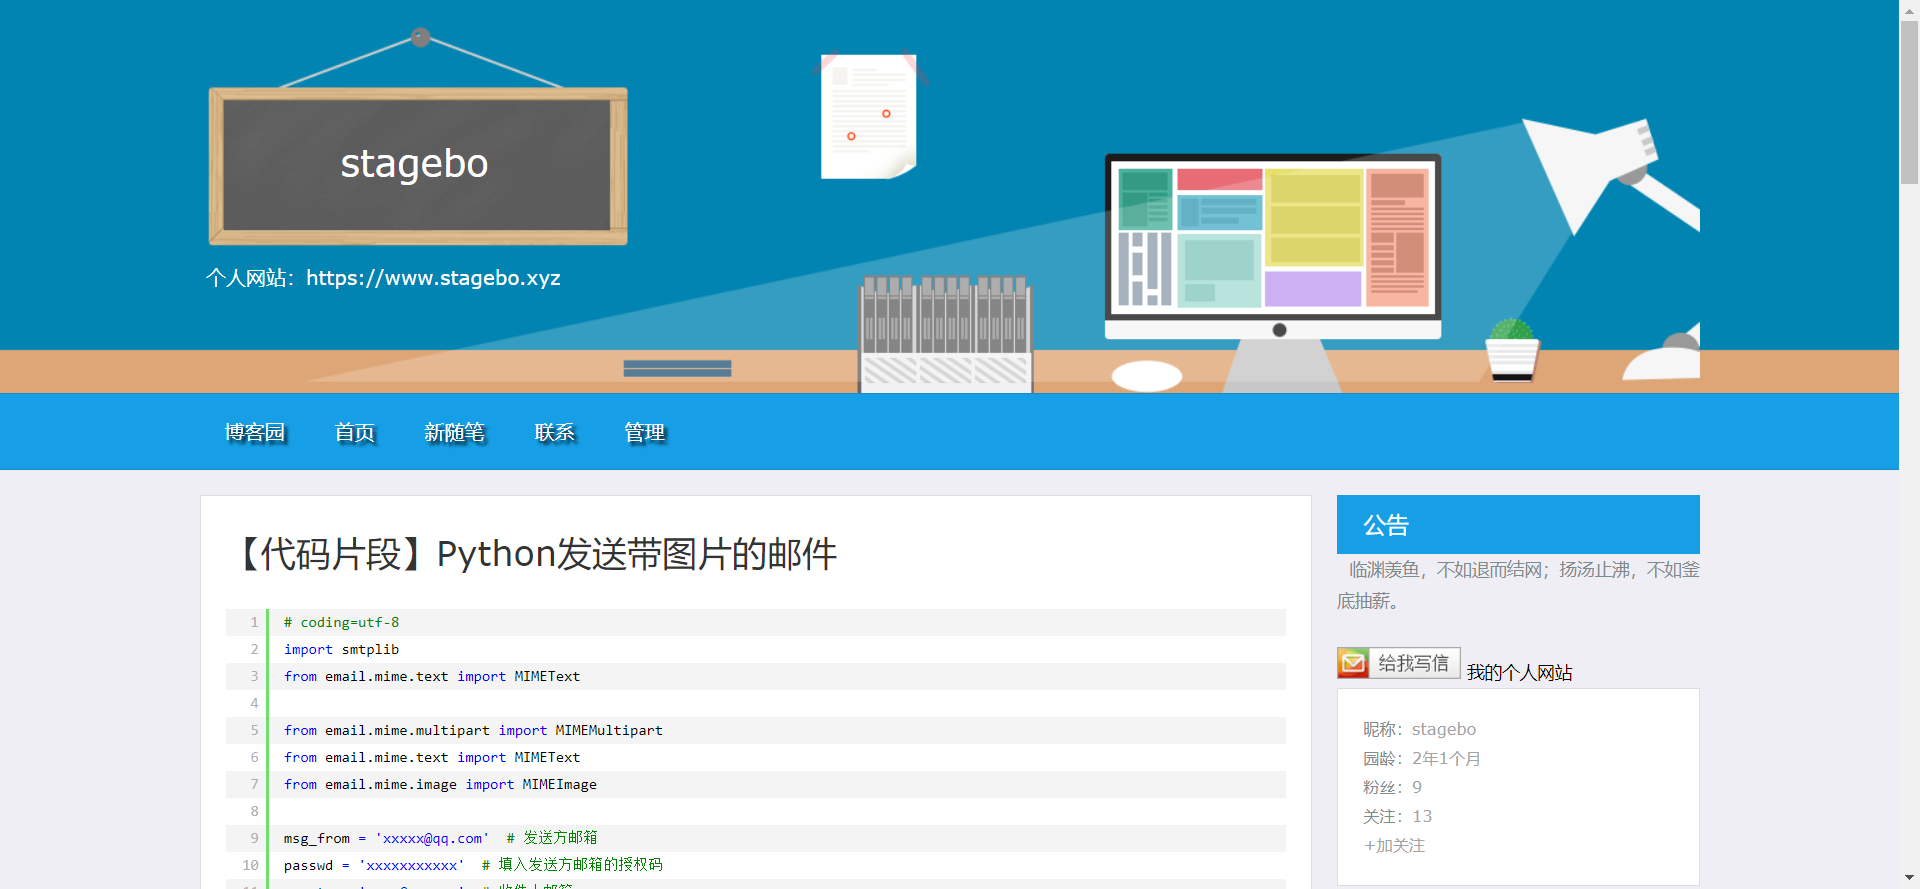 stagebo
个人网站：https://www.stagebo.xyz
博客园 首页 新随笔 联系 管理
【代码片段】Python发送带图片的邮件
1 # coding=utf-8
2 import smtplib
3 from email.mime.text import MIMEText
4
5 from email.mime.multipart import MIMEMultipart
6 from email.mime.text import MIMEText
7 from email.mime.image import MIMEImage
8
9 msg_from = 'xxxxx@qq.com'  # 发送方邮箱
10 passwd = 'xxxxxxxxxxx'  # 填入发送方邮箱的授权码
公告
临渊羡鱼，不如退而结网；扬汤止沸，不如釜
底抽薪。
给我写信 我的个人网站
昵称：stagebo
园龄：2年1个月
粉丝：9
关注：13
+加关注